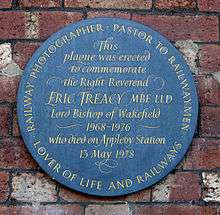 RAILWAY PHOTOGRAPHER · PASTOR TO RAILWAYMEN
This
plaque was erected
to commemorate
the Right Reverend
ERIC TREACY MBE LLD
Lord Bishop of Wakefield
1968-1976
who died on Appleby Station
13 May 1978
LOVER OF LIFE AND RAILWAYS